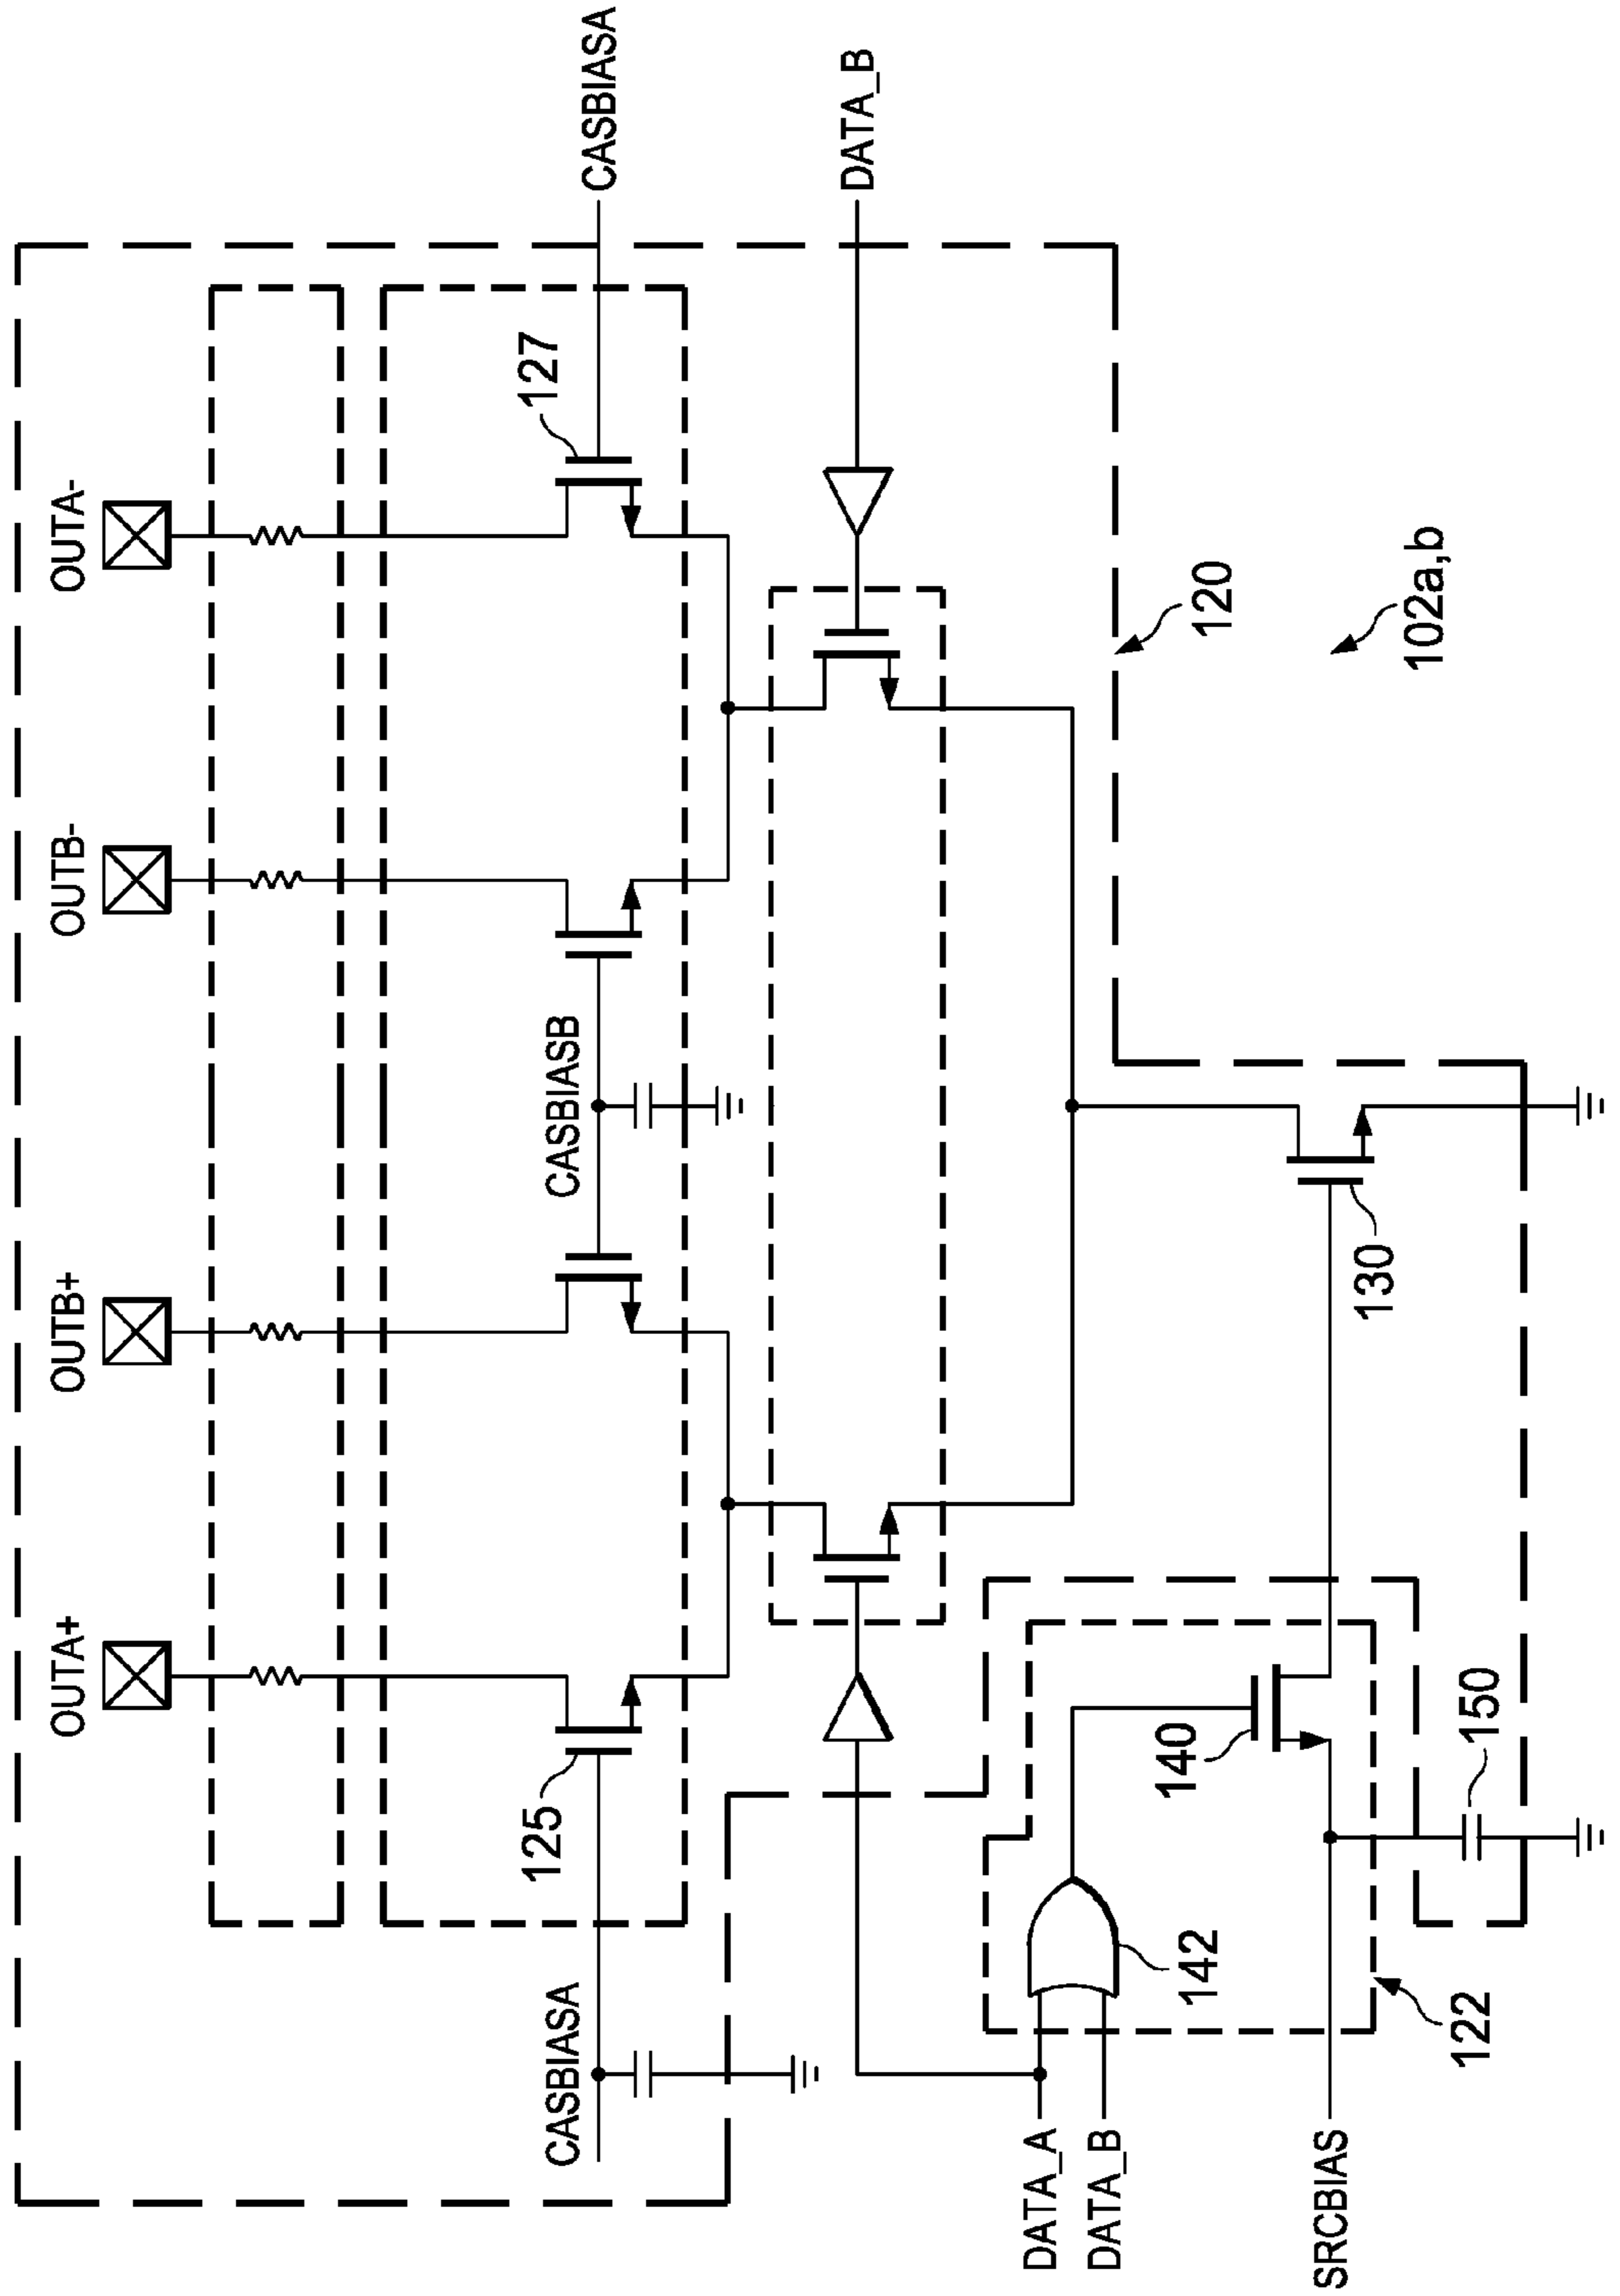 OUTA+
OUTB+
OUTB-
OUTA-
125
127
CASBIASA
CASBIASB
CASBIASA
DATA_B
DATA_A
DATA_B
142
140
130
120
SRCBIAS
122
150
102a,b